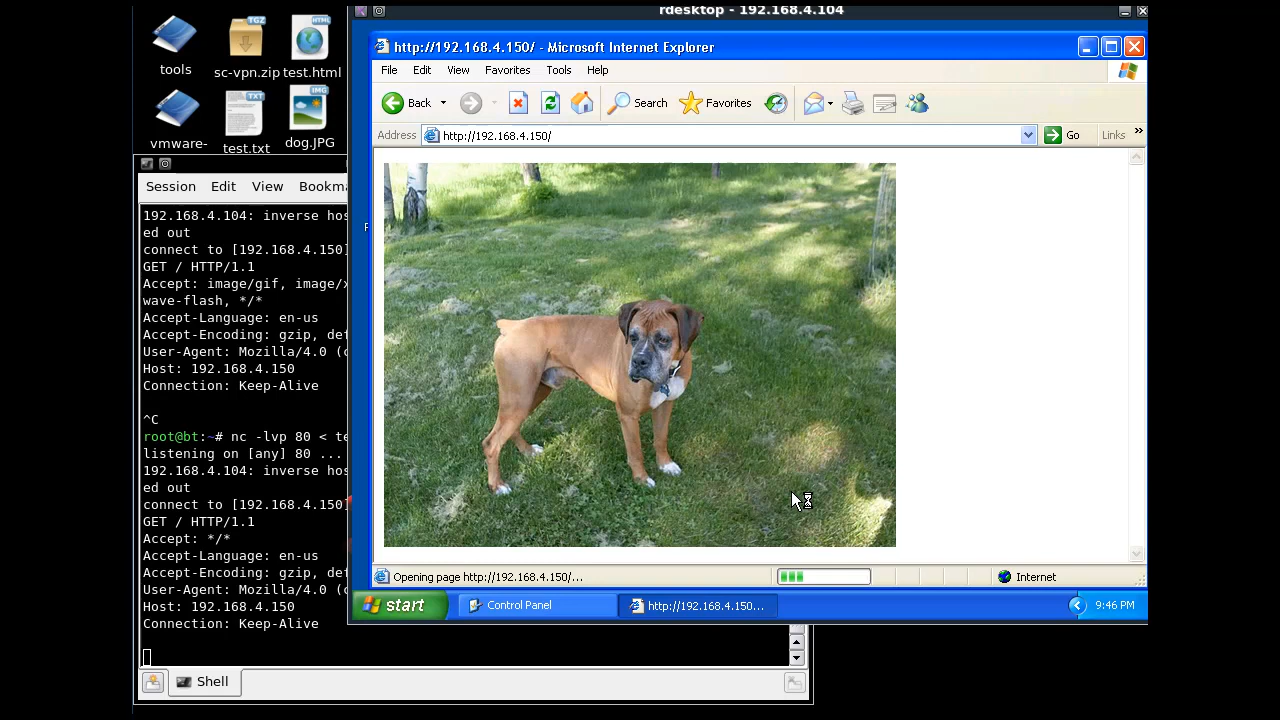 rdesktop - 192.168.4.104
TGZ
HTML
tools
sc-vpn.zip
test.html
TXT
IMG
vmware-
test.txt
dog.JPG
http://192.168.4.150/ - Microsoft Internet Explorer
File Edit View Favorites Tools Help
Back Search Favorites
Address http://192.168.4.150/ Go Links »
Session Edit View Bookma
192.168.4.104: inverse hos
ed out
connect to [192.168.4.150]
GET / HTTP/1.1
Accept: image/gif, image/x
wave-flash, */*
Accept-Language: en-us
Accept-Encoding: gzip, def
User-Agent: Mozilla/4.0 (c
Host: 192.168.4.150
Connection: Keep-Alive
^C
root@bt:~# nc -lvp 80 < te
listening on [any] 80 ...
192.168.4.104: inverse hos
ed out
connect to [192.168.4.150]
GET / HTTP/1.1
Accept: */*
Accept-Language: en-us
Accept-Encoding: gzip, def
User-Agent: Mozilla/4.0 (c
Host: 192.168.4.150
Connection: Keep-Alive
Opening page http://192.168.4.150/...
Internet
start
Control Panel
http://192.168.4.150...
9:46 PM
Shell